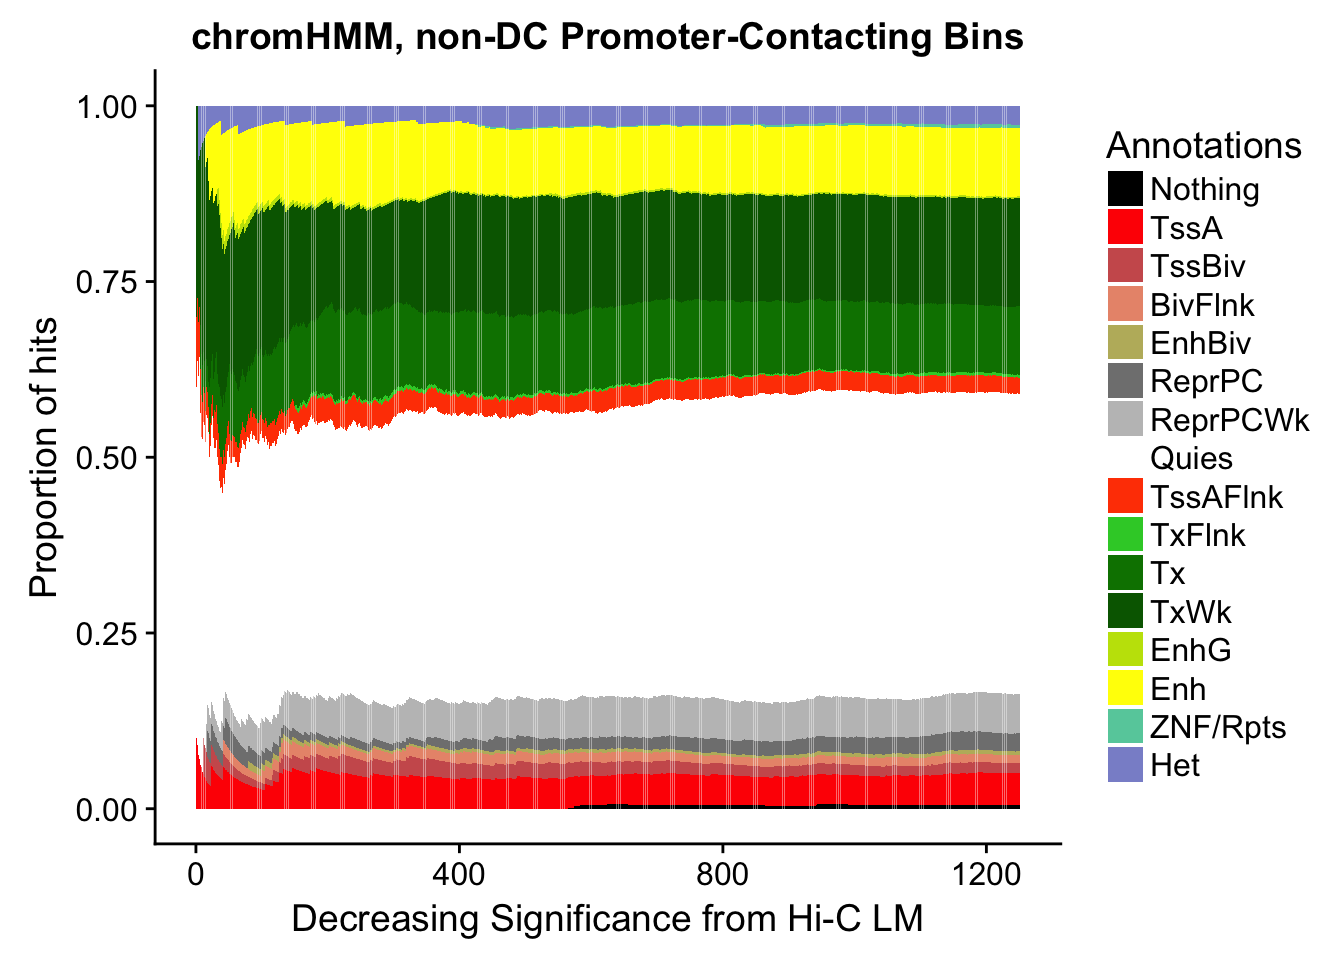 chromHMM, non-DC Promoter-Contacting Bins
Proportion of hits
1.00
0.75
0.50
0.25
0.00
0
400
800
1200
Decreasing Significance from Hi-C LM
Annotations
Nothing
TssA
TssBiv
BivFlnk
EnhBiv
ReprPC
ReprPCWk
Quies
TssAFlnk
TxFlnk
Tx
TxWk
EnhG
Enh
ZNF/Rpts
Het